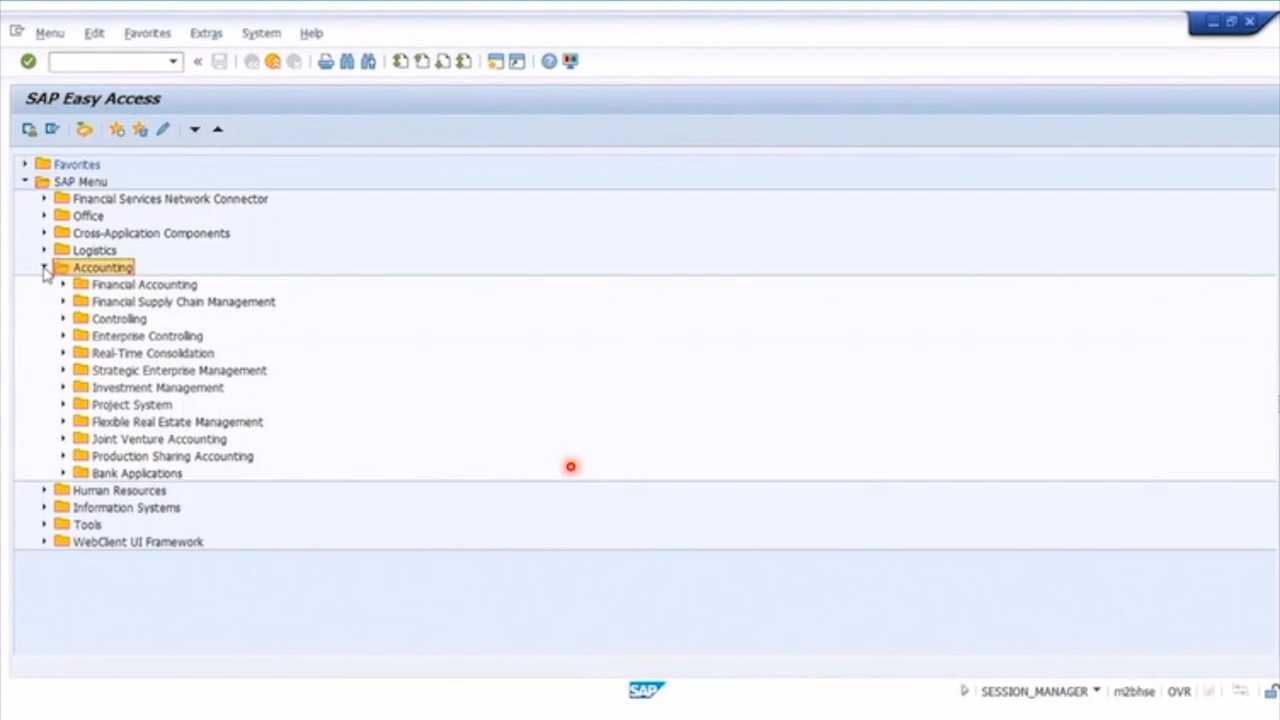 Menu Edit Favorites Extras System Help
SAP Easy Access
Favorites
SAP Menu
Financial Services Network Connector
Office
Cross-Application Components
Logistics
Accounting
Financial Accounting
Financial Supply Chain Management
Controlling
Enterprise Controlling
Real-Time Consolidation
Strategic Enterprise Management
Investment Management
Project System
Flexible Real Estate Management
Joint Venture Accounting
Production Sharing Accounting
Bank Applications
Human Resources
Information Systems
Tools
WebClient UI Framework
SAP SESSION_MANAGER m2bhse OVR